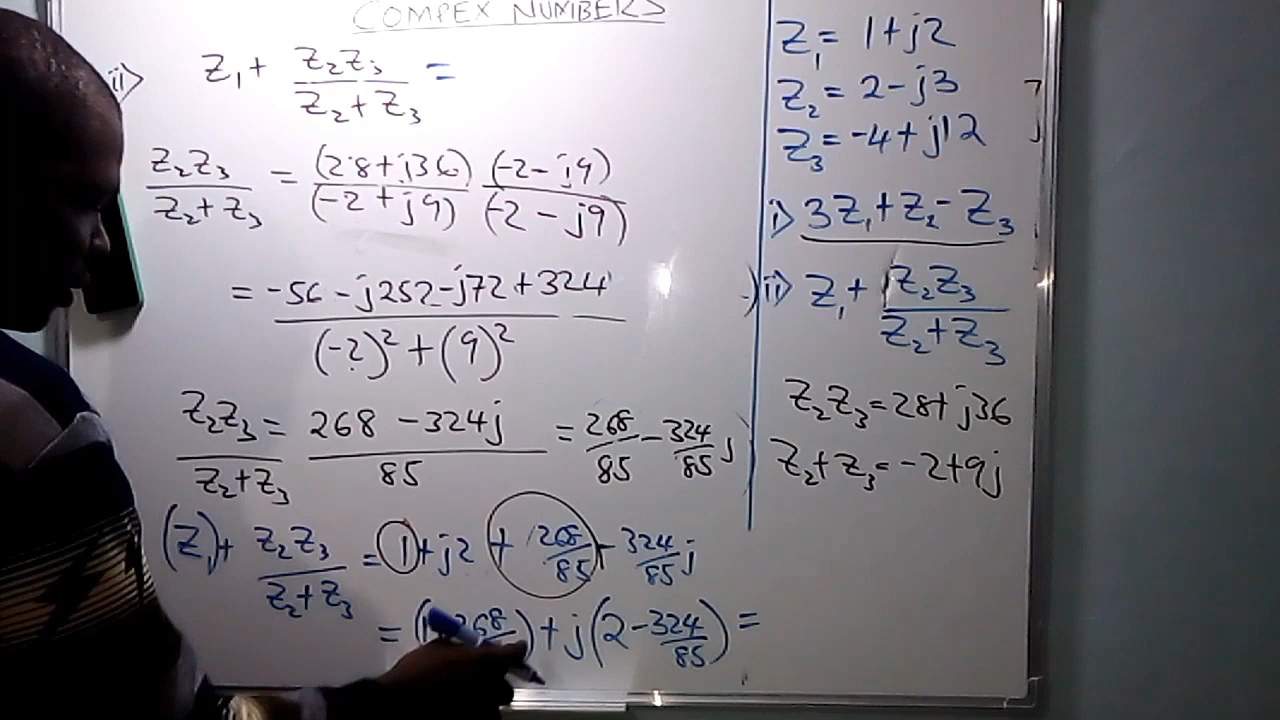 COMPEX NUMBERS
ii) Z₁ + Z₂Z₃/(Z₂ + Z₃) =
Z₂Z₃/(Z₂ + Z₃) = (28 + j36)/(-2 + j9) (-2 - j9)/(-2 - j9)
= (-56 - j252 - j72 + 324)/((-2)² + (9)²)
Z₂Z₃/(Z₂ + Z₃) = (268 - 324j)/85 = 268/85 - 324/85 j
(Z₁) + Z₂Z₃/(Z₂ + Z₃) = 1 + j2 + 268/85 - 324/85 j
= ( 268 ) + j(2 - 324/85) =
Z₁ = 1 + j2
Z₂ = 2 - j3
Z₃ = -4 + j12
i) 3Z₁ + Z₂ - Z₃
ii) Z₁ + Z₂Z₃/(Z₂ + Z₃)
Z₂Z₃ = 28 + j36
Z₂ + Z₃ = -2 + 9j